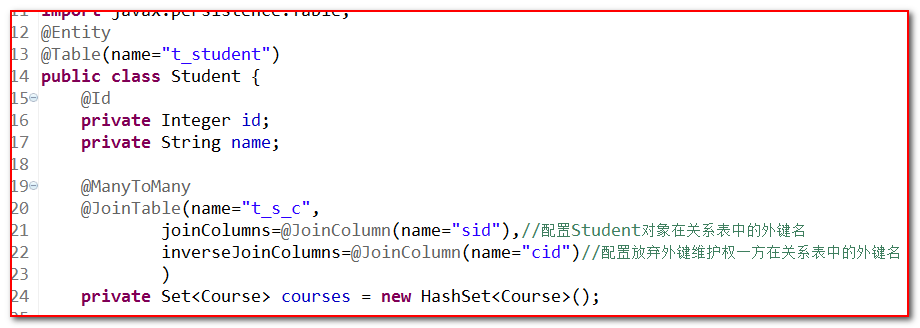 11 import javax.persistence.Table;
12 @Entity
13 @Table(name="t_student")
14 public class Student {
15 @Id
16 private Integer id;
17 private String name;
18
19 @ManyToMany
20 @JoinTable(name="t_s_c",
21 joinColumns=@JoinColumn(name="sid"),//配置Student对象在关系表中的外键名
22 inverseJoinColumns=@JoinColumn(name="cid")//配置放弃外键维护权一方在关系表中的外键名
23 )
24 private Set<Course> courses = new HashSet<Course>();